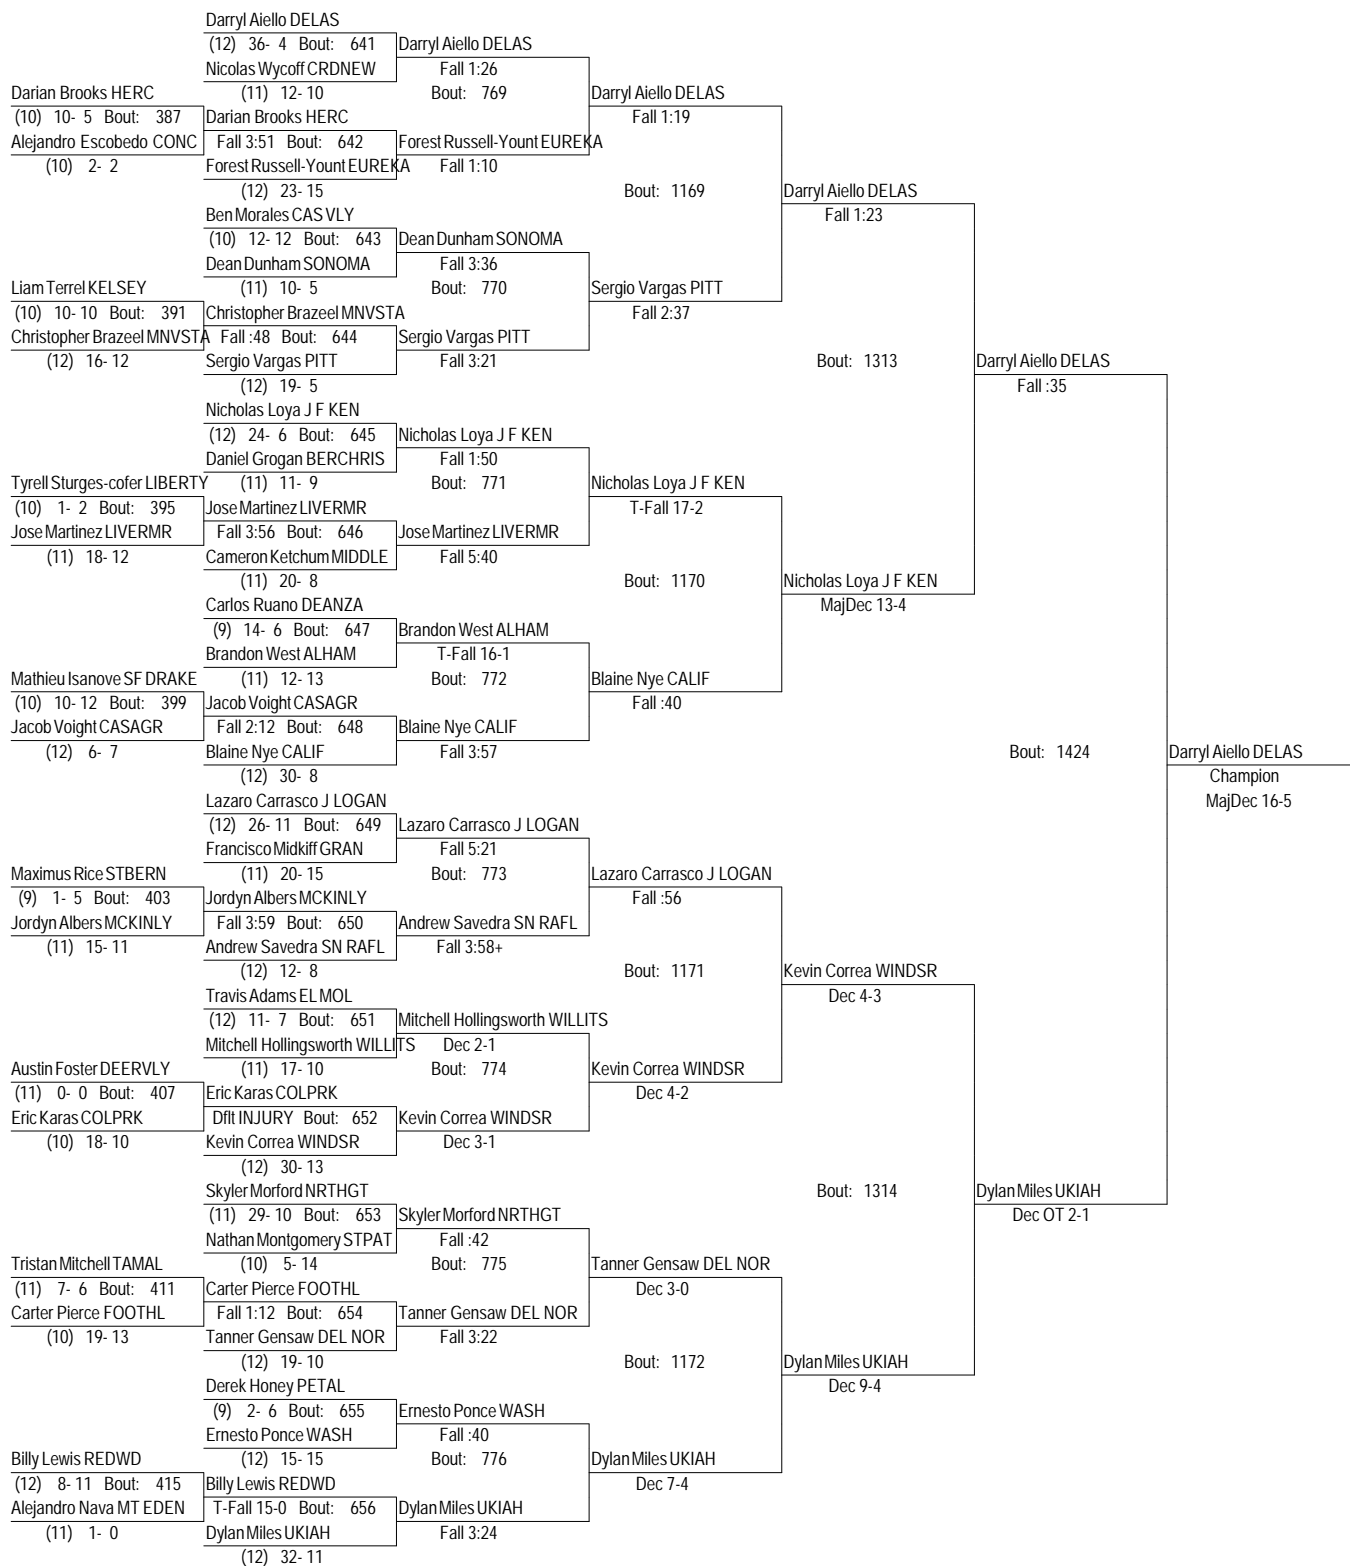 Darryl Aiello DELAS
(12) 36- 4 Bout: 641 Darryl Aiello DELAS
Nicolas Wycoff CRDNEW Fall 1:26
Darian Brooks HERC (11) 12- 10 Bout: 769 Darryl Aiello DELAS
(10) 10- 5 Bout: 387 Darian Brooks HERC Fall 1:19
Alejandro Escobedo CONC Fall 3:51 Bout: 642 Forest Russell-Yount EUREKA
(10) 2- 2 Forest Russell-Yount EUREKA Fall 1:10
(12) 23- 15 Bout: 1169 Darryl Aiello DELAS
Ben Morales CAS VLY Fall 1:23
(10) 12- 12 Bout: 643 Dean Dunham SONOMA
Dean Dunham SONOMA Fall 3:36
Liam Terrel KELSEY (11) 10- 5 Bout: 770 Sergio Vargas PITT
(10) 10- 10 Bout: 391 Christopher Brazeel MNVSTA Fall 2:37
Christopher Brazeel MNVSTA Fall :48 Bout: 644 Sergio Vargas PITT
(12) 16- 12 Sergio Vargas PITT Fall 3:21 Bout: 1313 Darryl Aiello DELAS
(12) 19- 5 Fall :35
Nicholas Loya J F KEN
(12) 24- 6 Bout: 645 Nicholas Loya J F KEN
Daniel Grogan BERCHRIS Fall 1:50
Tyrell Sturges-cofer LIBERTY (11) 11- 9 Bout: 771 Nicholas Loya J F KEN
(10) 1- 2 Bout: 395 Jose Martinez LIVERMR T-Fall 17-2
Jose Martinez LIVERMR Fall 3:56 Bout: 646 Jose Martinez LIVERMR
(11) 18- 12 Cameron Ketchum MIDDLE Fall 5:40
(11) 20- 8 Bout: 1170 Nicholas Loya J F KEN
Carlos Ruano DEANZA MajDec 13-4
(9) 14- 6 Bout: 647 Brandon West ALHAM
Brandon West ALHAM T-Fall 16-1
Mathieu Isanove SF DRAKE (11) 12- 13 Bout: 772 Blaine Nye CALIF
(10) 10- 12 Bout: 399 Jacob Voight CASAGR Fall :40
Jacob Voight CASAGR Fall 2:12 Bout: 648 Blaine Nye CALIF
(12) 6- 7 Blaine Nye CALIF Fall 3:57 Bout: 1424 Darryl Aiello DELAS
(12) 30- 8 Champion
Lazaro Carrasco J LOGAN MajDec 16-5
(12) 26- 11 Bout: 649 Lazaro Carrasco J LOGAN
Francisco Midkiff GRAN Fall 5:21
Maximus Rice STBERN (11) 20- 15 Bout: 773 Lazaro Carrasco J LOGAN
(9) 1- 5 Bout: 403 Jordyn Albers MCKINLY Fall :56
Jordyn Albers MCKINLY Fall 3:59 Bout: 650 Andrew Savedra SN RAFL
(11) 15- 11 Andrew Savedra SN RAFL Fall 3:58+
(12) 12- 8 Bout: 1171 Kevin Correa WINDSR
Travis Adams EL MOL Dec 4-3
(12) 11- 7 Bout: 651 Mitchell Hollingsworth WILLITS
Mitchell Hollingsworth WILLITS Dec 2-1
Austin Foster DEERVLY (11) 17- 10 Bout: 774 Kevin Correa WINDSR
(11) 0- 0 Bout: 407 Eric Karas COLPRK Dec 4-2
Eric Karas COLPRK Dflt INJURY Bout: 652 Kevin Correa WINDSR
(10) 18- 10 Kevin Correa WINDSR Dec 3-1
(12) 30- 13
Skyler Morford NRTHGT Bout: 1314 Dylan Miles UKIAH
(11) 29- 10 Bout: 653 Skyler Morford NRTHGT Dec OT 2-1
Nathan Montgomery STPAT Fall :42
Tristan Mitchell TAMAL (10) 5- 14 Bout: 775 Tanner Gensaw DEL NOR
(11) 7- 6 Bout: 411 Carter Pierce FOOTHL Dec 3-0
Carter Pierce FOOTHL Fall 1:12 Bout: 654 Tanner Gensaw DEL NOR
(10) 19- 13 Tanner Gensaw DEL NOR Fall 3:22
(12) 19- 10 Bout: 1172 Dylan Miles UKIAH
Derek Honey PETAL Dec 9-4
(9) 2- 6 Bout: 655 Ernesto Ponce WASH
Ernesto Ponce WASH Fall :40
Billy Lewis REDWD (12) 15- 15 Bout: 776 Dylan Miles UKIAH
(12) 8- 11 Bout: 415 Billy Lewis REDWD Dec 7-4
Alejandro Nava MT EDEN T-Fall 15-0 Bout: 656 Dylan Miles UKIAH
(11) 1- 0 Dylan Miles UKIAH Fall 3:24
(12) 32- 11